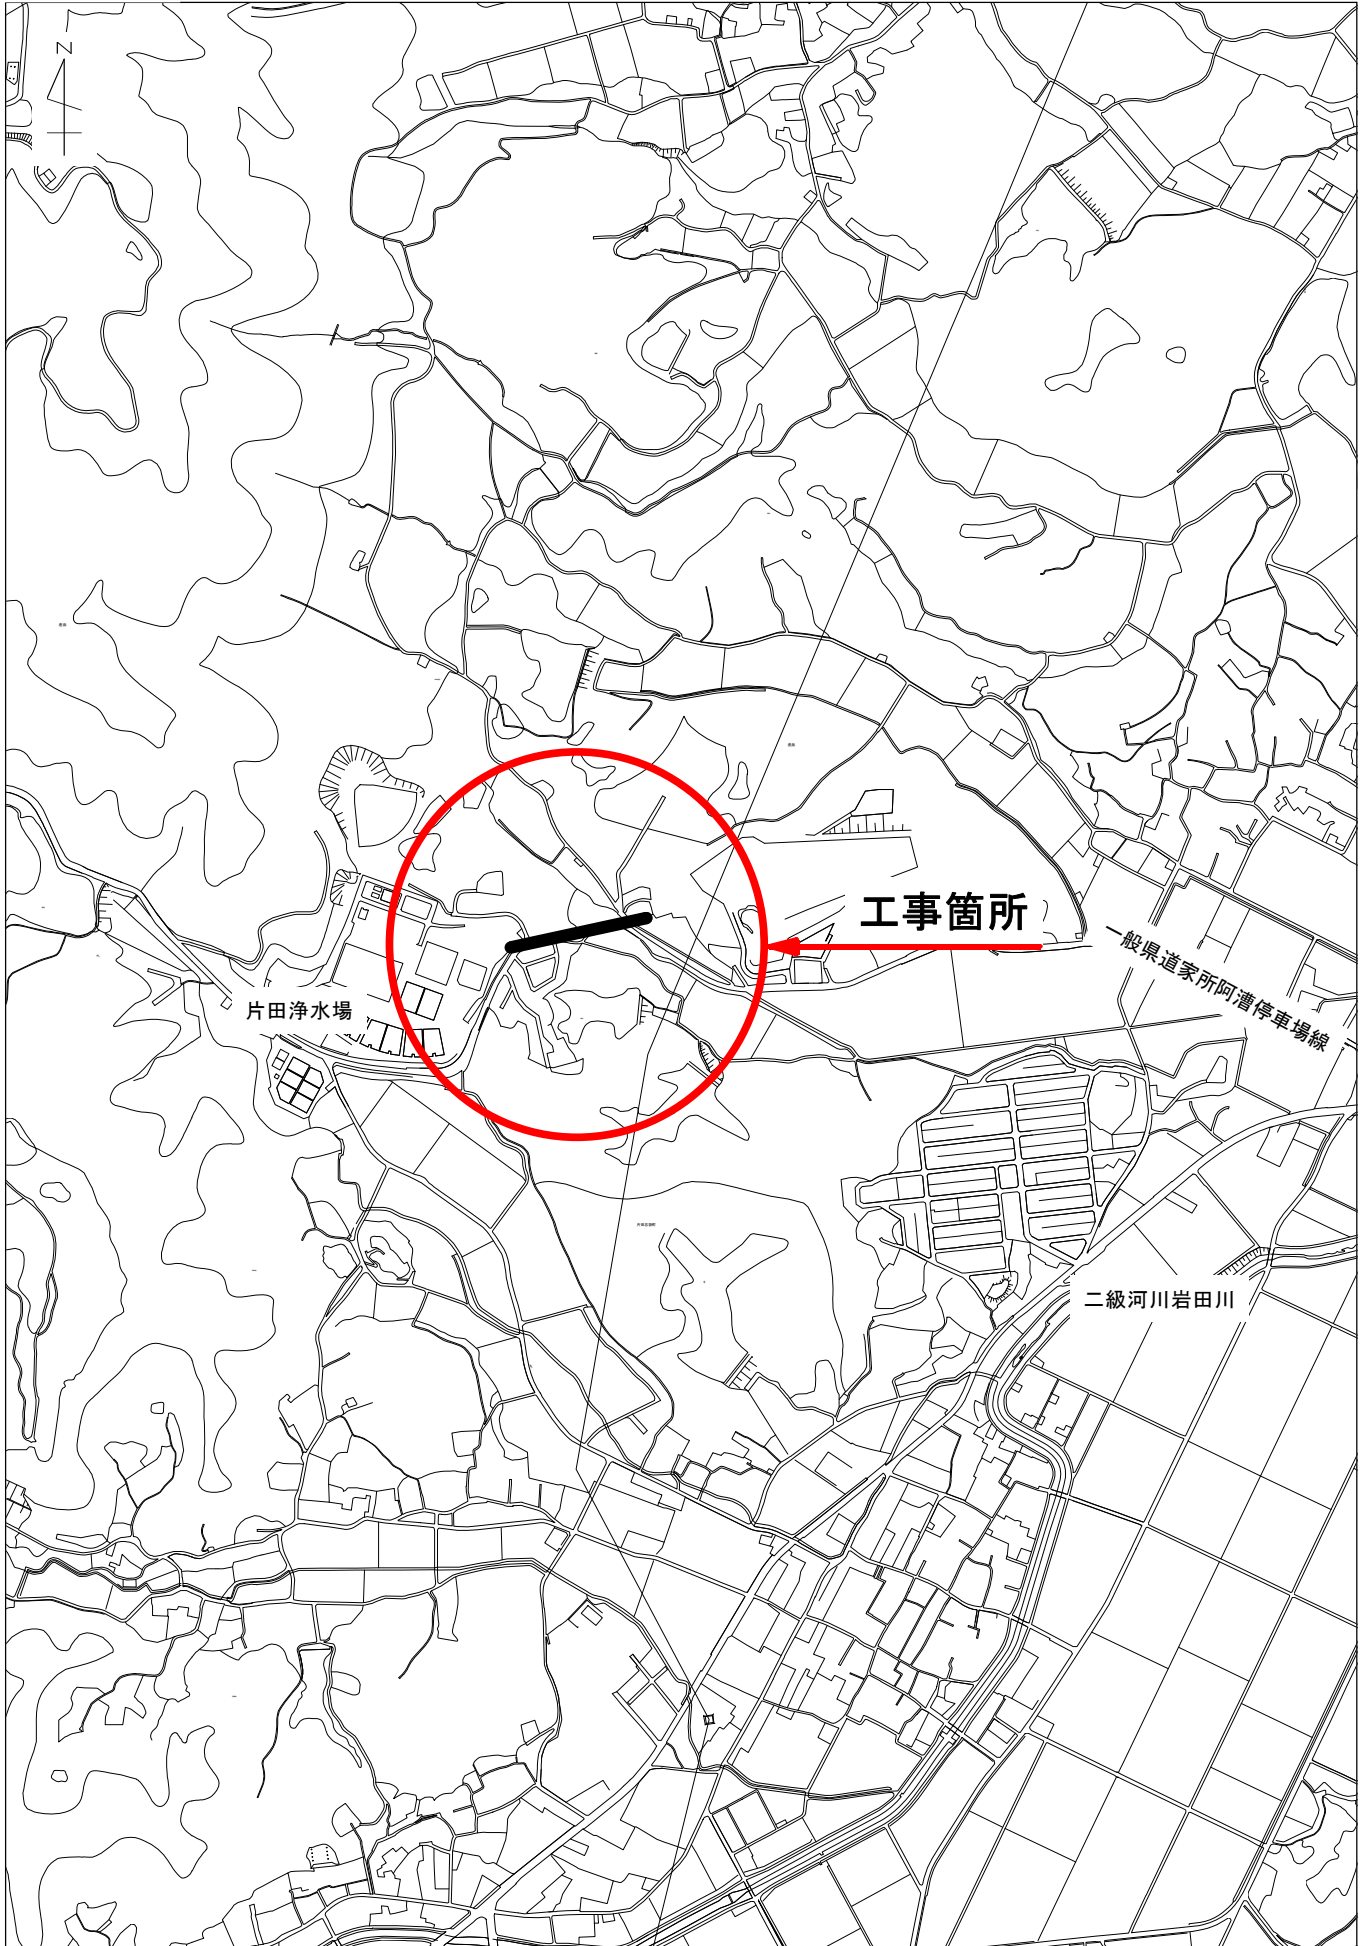 N
工事箇所
一般県道家所阿漕停車場線
片田浄水場
二級河川岩田川